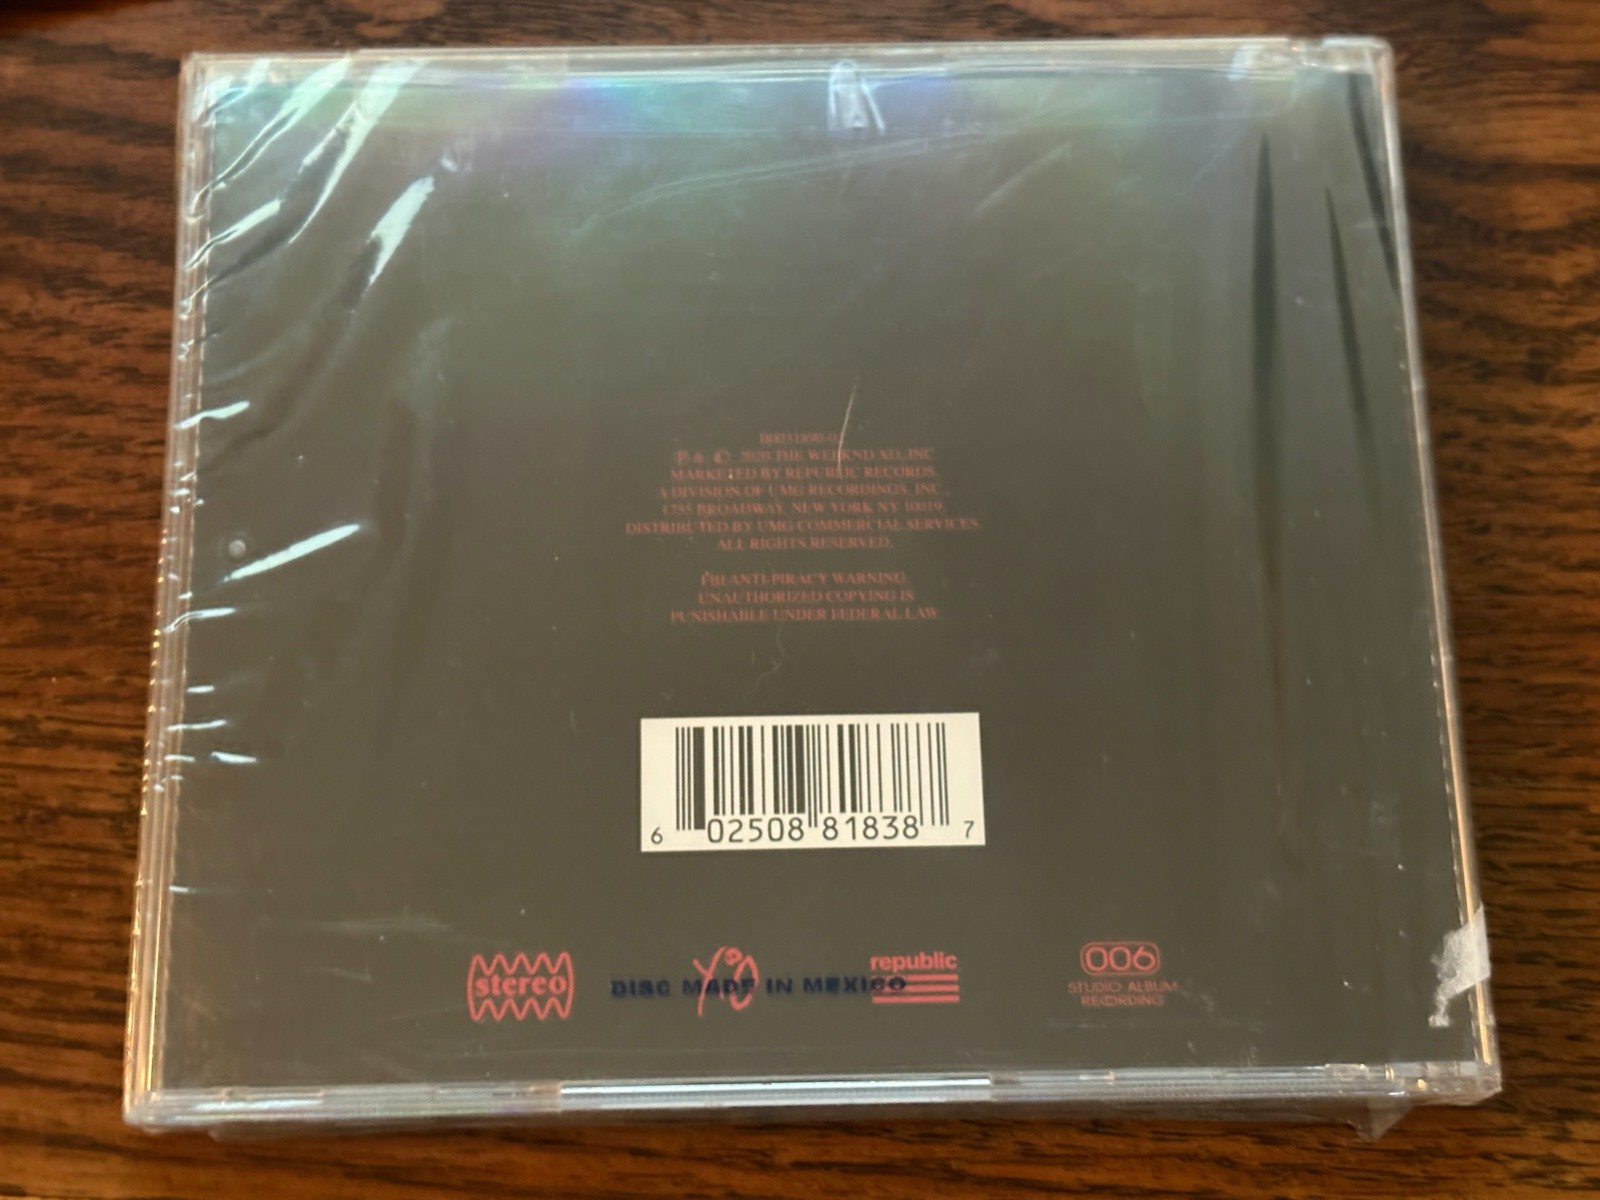 B0031890-02
Ⓟ & © 2020 THE WEEKND XO, INC
MARKETED BY REPUBLIC RECORDS,
A DIVISION OF UMG RECORDINGS, INC.,
1755 BROADWAY, NEW YORK NY 10019.
DISTRIBUTED BY UMG COMMERCIAL SERVICES.
ALL RIGHTS RESERVED.
FBI ANTI-PIRACY WARNING:
UNAUTHORIZED COPYING IS
PUNISHABLE UNDER FEDERAL LAW.
6 02508 81838 7
stereo
XO
DISC MADE IN MEXICO
republic
006
STUDIO-ALBUM
RECORDING